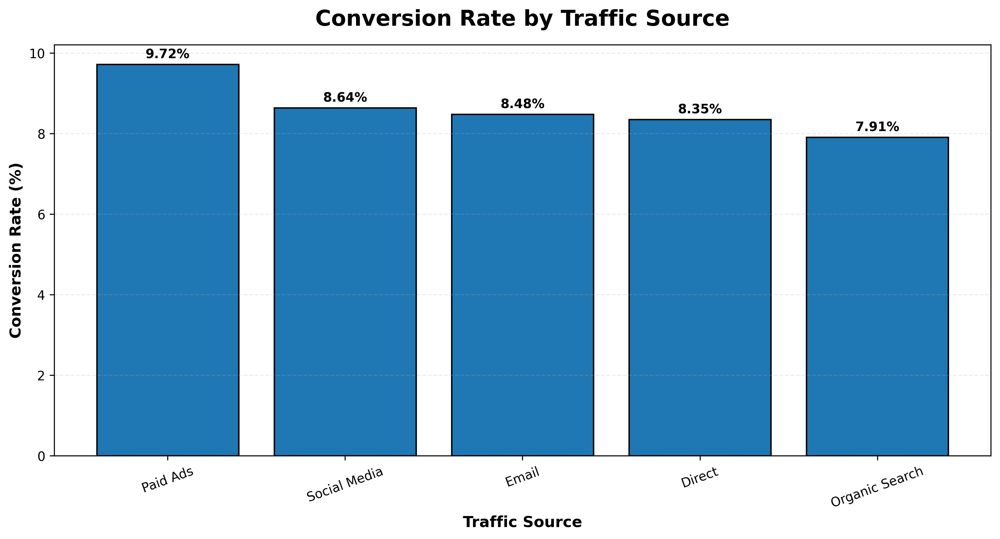 Conversion Rate by Traffic Source
Conversion Rate (%)
10
8
6
4
2
0
9.72%
8.64%
8.48%
8.35%
7.91%
Paid Ads
Social Media
Email
Direct
Organic Search
Traffic Source